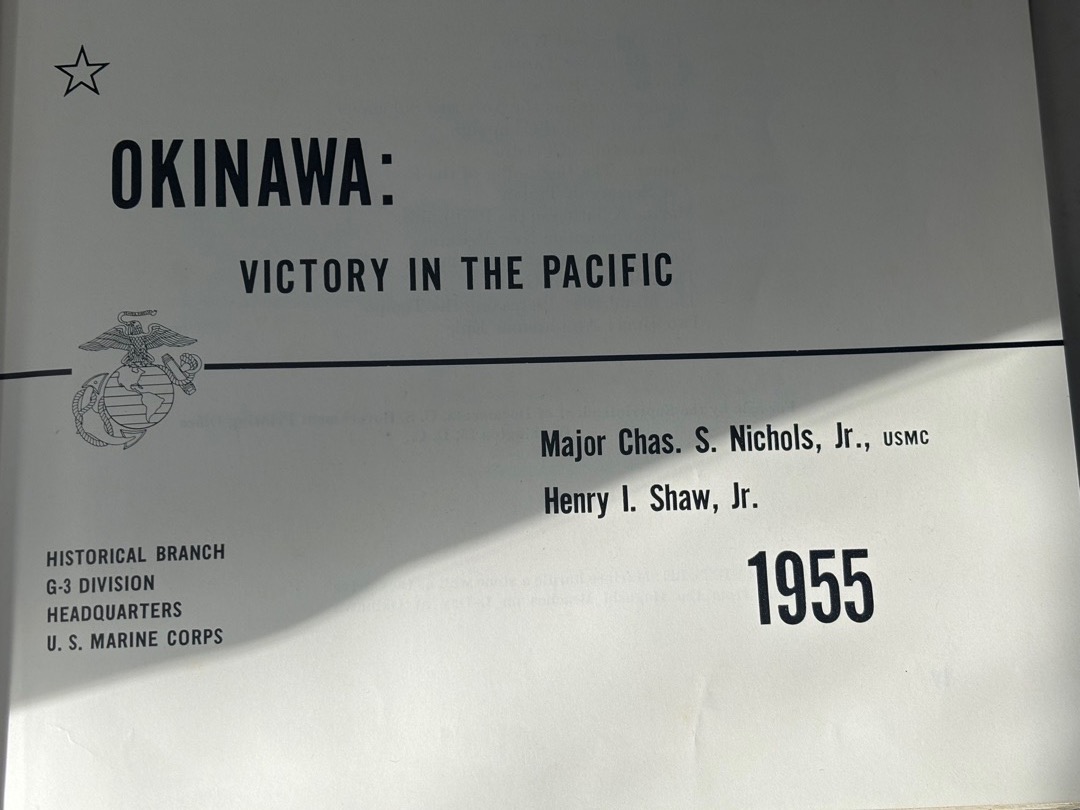 OKINAWA:
VICTORY IN THE PACIFIC
Major Chas. S. Nichols, Jr., USMC
Henry I. Shaw, Jr.
1955
HISTORICAL BRANCH
G-3 DIVISION
HEADQUARTERS
U. S. MARINE CORPS